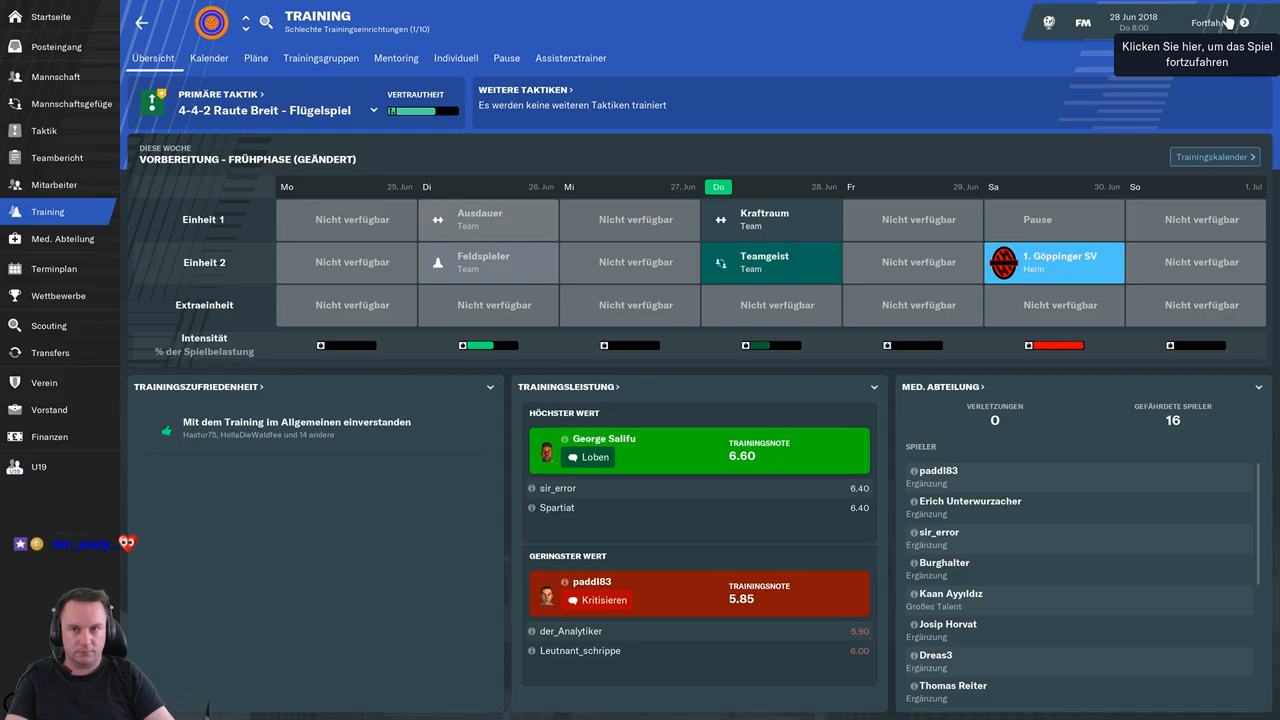 Startseite
Posteingang
Mannschaft
Mannschaftsgefüge
Taktik
Teambericht
Mitarbeiter
Training
Med. Abteilung
Terminplan
Wettbewerbe
Scouting
Transfers
Verein
Vorstand
Finanzen
U19
U19
TRAINING
Schlechte Trainingseinrichtungen (1/10)
FM
28 Jun 2018
Do 8:00
Klicken Sie hier, um das Spiel
fortzufahren
Übersicht Kalender Pläne Trainingsgruppen Mentoring Individuell Pause Assistenztrainer
PRIMÄRE TAKTIK
4-4-2 Raute Breit - Flügelspiel
VERTRAUTHEIT
WEITERE TAKTIKEN
Es werden keine weiteren Taktiken trainiert
DIESE WOCHE
VORBEREITUNG - FRÜHPHASE (GEÄNDERT)
Trainingskalender
Mo 25. Jun Di 26. Jun Mi 27. Jun Do 28. Jun Fr 29. Jun Sa 30. Jun So 1. Jul
Einheit 1 Nicht verfügbar Ausdauer Team Nicht verfügbar Kraftraum Team Nicht verfügbar Pause Nicht verfügbar
Einheit 2 Nicht verfügbar Feldspieler Team Nicht verfügbar Teamgeist Team Nicht verfügbar 1. Göppinger SV Heim Nicht verfügbar
Extraeinheit Nicht verfügbar Nicht verfügbar Nicht verfügbar Nicht verfügbar Nicht verfügbar Nicht verfügbar Nicht verfügbar
Intensität
% der Spielbelastung
TRAININGSZUFRIEDENHEIT
Mit dem Training im Allgemeinen einverstanden
Hastur75, HollaDieWaldfee und 14 andere
TRAININGSLEISTUNG
HÖCHSTER WERT
George Salifu
Loben
TRAININGSNOTE
6.60
sir_error 6.40
Spartiat 6.40
GERINGSTER WERT
paddl83
Kritisieren
TRAININGSNOTE
5.85
der_Analytiker 5.90
Leutnant_schrippe 6.00
MED. ABTEILUNG
VERLETZUNGEN
0
GEFÄHRDETE SPIELER
16
SPIELER
paddl83
Ergänzung
Erich Unterwurzacher
Ergänzung
sir_error
Ergänzung
Burghalter
Ergänzung
Kaan Ayyıldız
Großes Talent
Josip Horvat
Ergänzung
Dreas3
Ergänzung
Thomas Reiter
Ergänzung